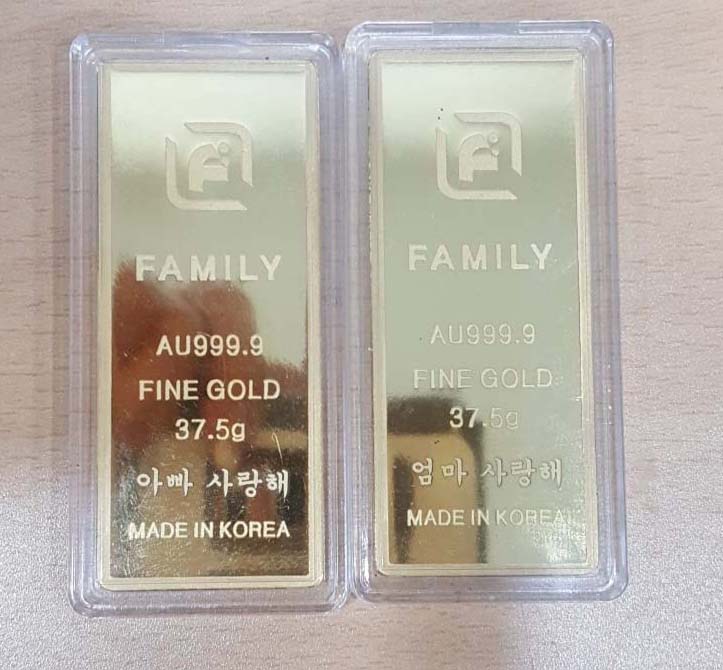 FAMILY
AU999.9
FINE GOLD
37.5g
아빠 사랑해
MADE IN KOREA
FAMILY
AU999.9
FINE GOLD
37.5g
엄마 사랑해
MADE IN KOREA